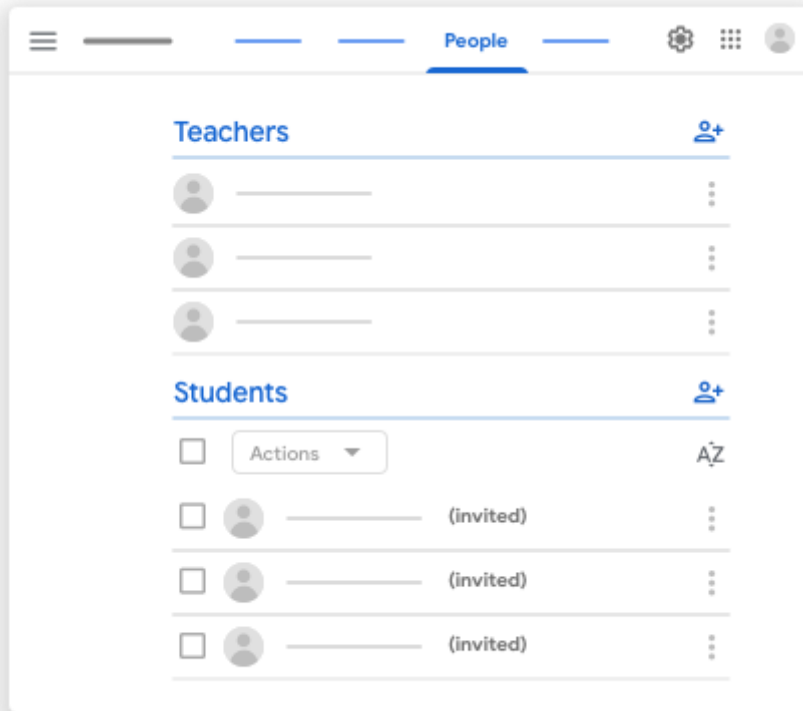 People
Teachers
Students
Actions
AZ
(invited)
(invited)
(invited)